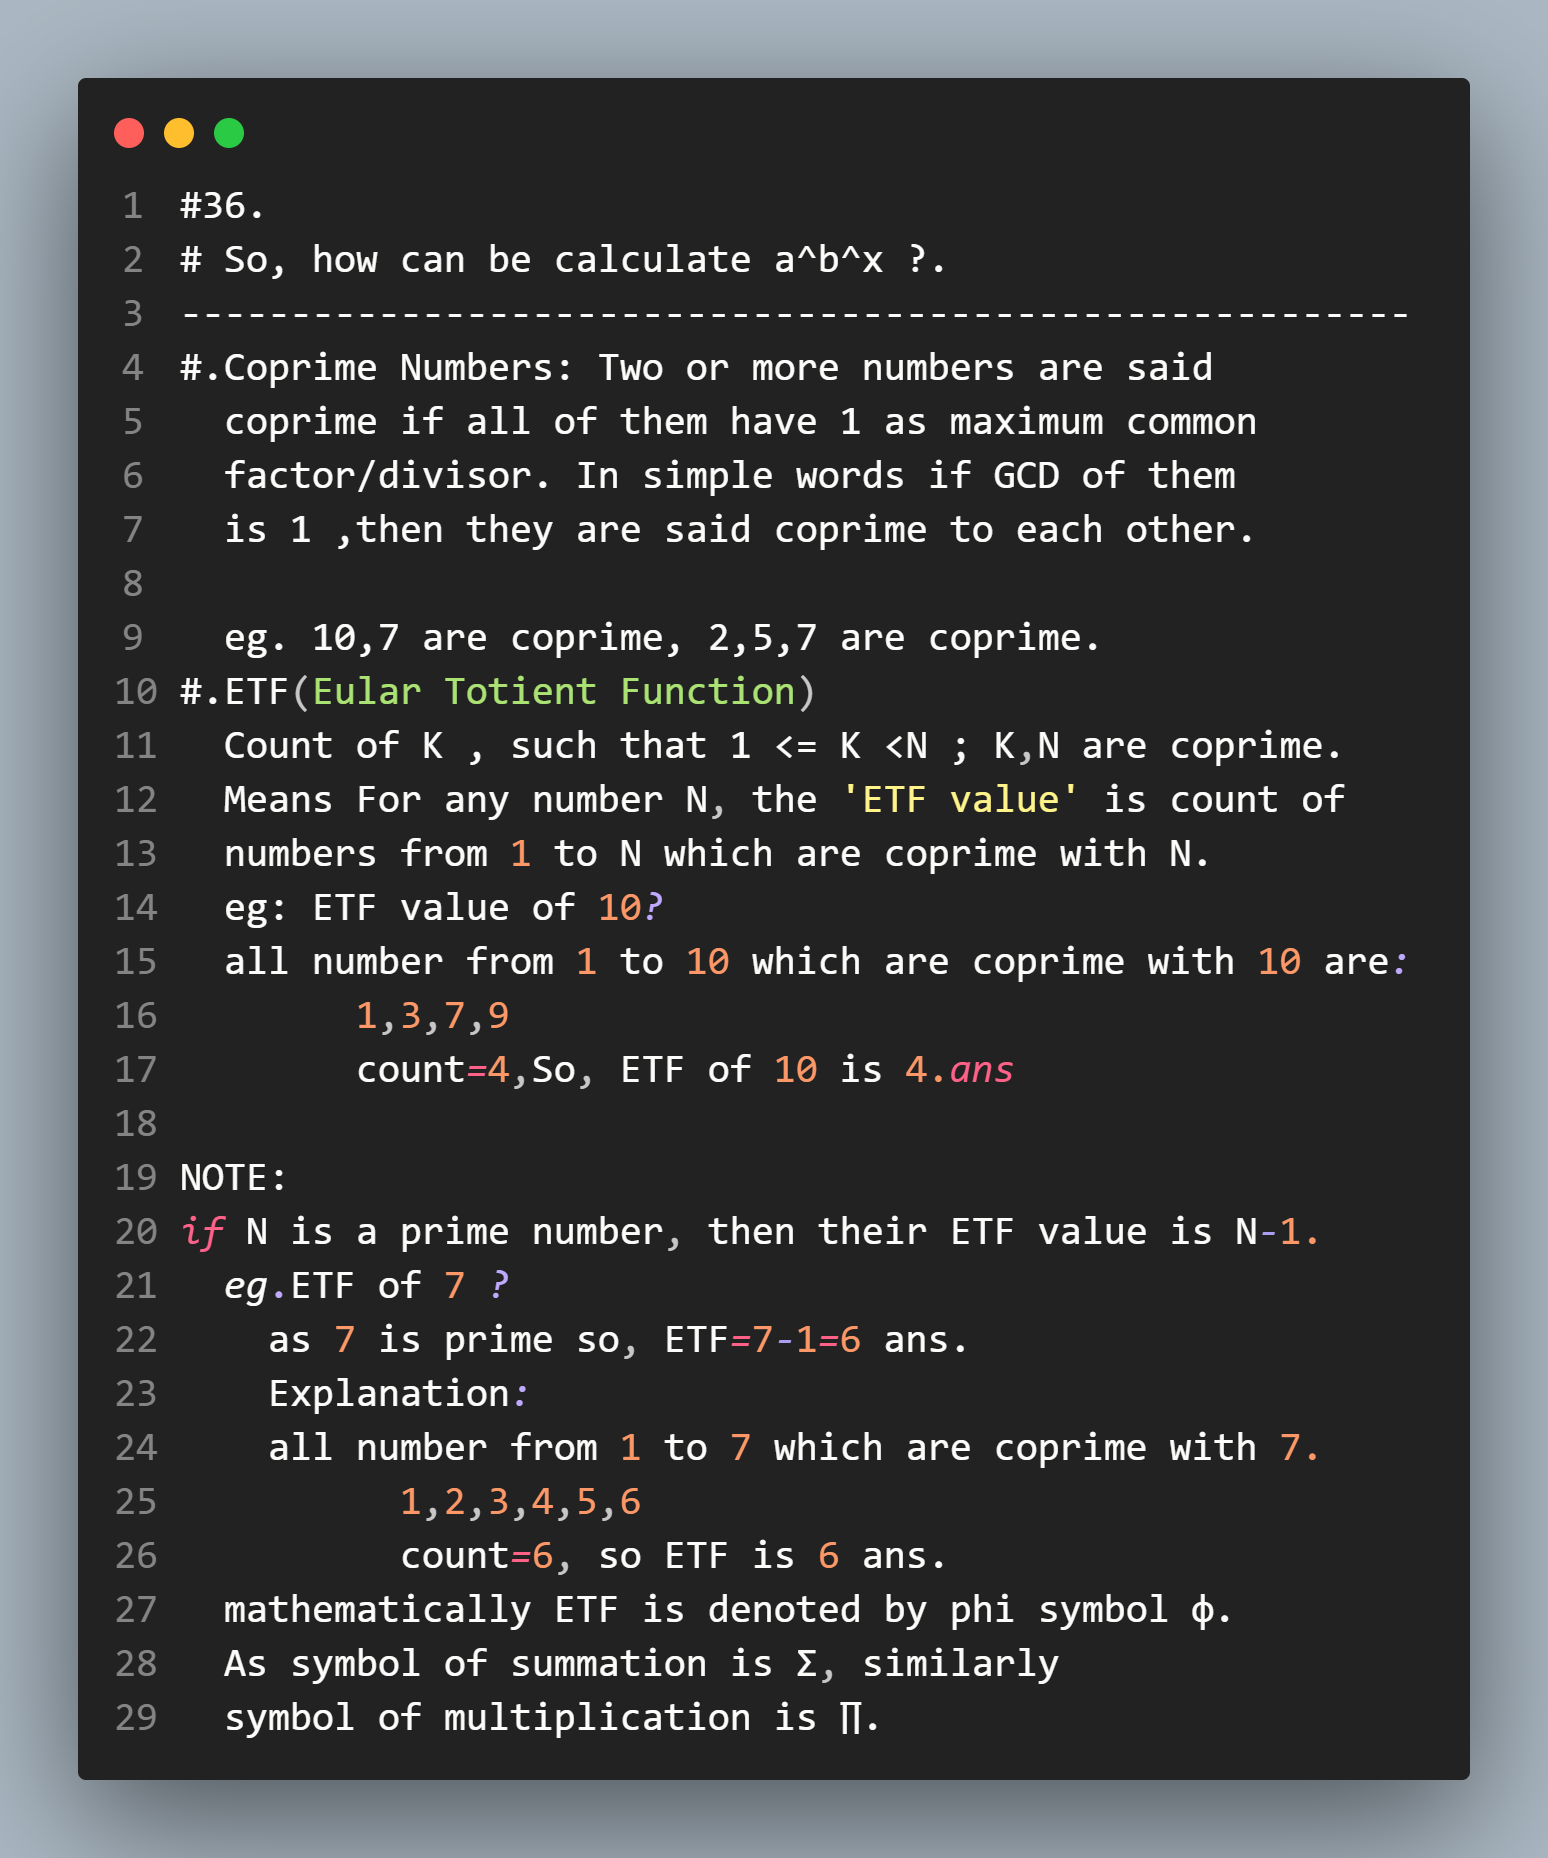 1 #36.
2 # So, how can be calculate a^b^x ?.
3 --------------------------------------------------------
4 #.Coprime Numbers: Two or more numbers are said
5 coprime if all of them have 1 as maximum common
6 factor/divisor. In simple words if GCD of them
7 is 1 ,then they are said coprime to each other.
8
9 eg. 10,7 are coprime, 2,5,7 are coprime.
10 #.ETF(Eular Totient Function)
11 Count of K , such that 1 <= K <N ; K,N are coprime.
12 Means For any number N, the 'ETF value' is count of
13 numbers from 1 to N which are coprime with N.
14 eg: ETF value of 10?
15 all number from 1 to 10 which are coprime with 10 are:
16 1,3,7,9
17 count=4,So, ETF of 10 is 4.ans
18
19 NOTE:
20 if N is a prime number, then their ETF value is N-1.
21 eg.ETF of 7 ?
22 as 7 is prime so, ETF=7-1=6 ans.
23 Explanation:
24 all number from 1 to 7 which are coprime with 7.
25 1,2,3,4,5,6
26 count=6, so ETF is 6 ans.
27 mathematically ETF is denoted by phi symbol ϕ.
28 As symbol of summation is Σ, similarly
29 symbol of multiplication is ∏.